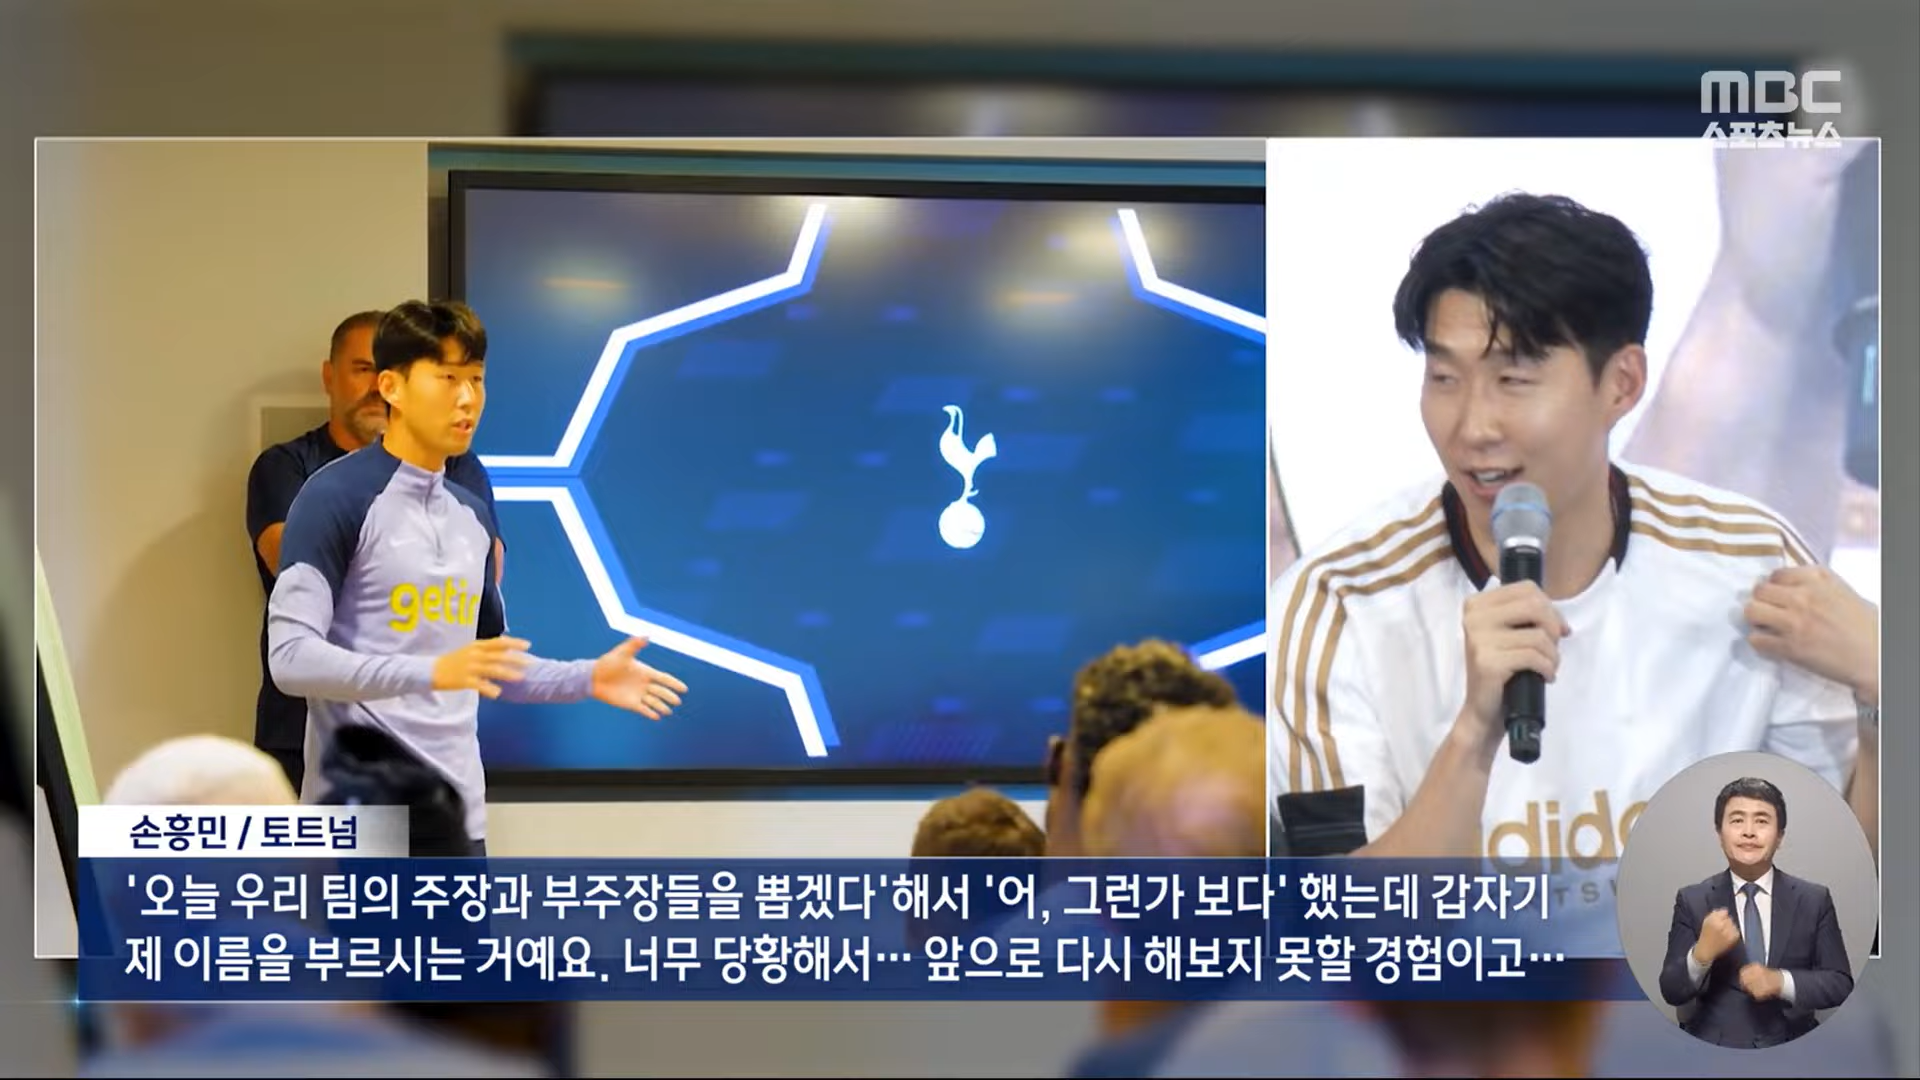 MBC
스포츠뉴스
getir
adidas
손흥민 / 토트넘
'오늘 우리 팀의 주장과 부주장들을 뽑겠다'해서 '어, 그런가 보다' 했는데 갑자기
제 이름을 부르시는 거예요. 너무 당황해서… 앞으로 다시 해보지 못할 경험이고…